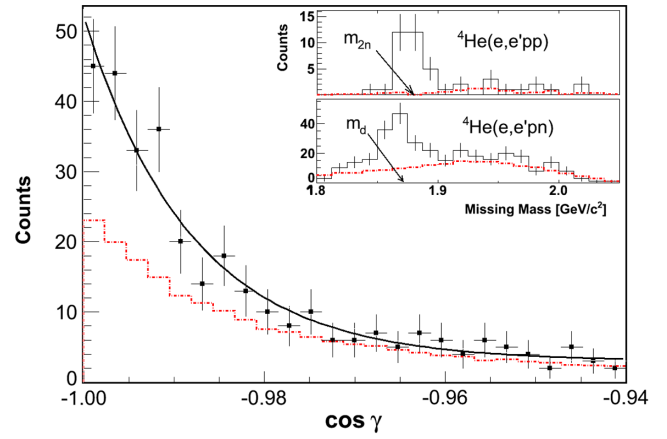 50
40
30
20
10
0
Counts
-1.00
-0.98
-0.96
-0.94
cos γ
15
10
5
Counts
m2n
4He(e,e'pp)
40
20
0
md
4He(e,e'pn)
1.8
1.9
2.0
Missing Mass [GeV/c2]